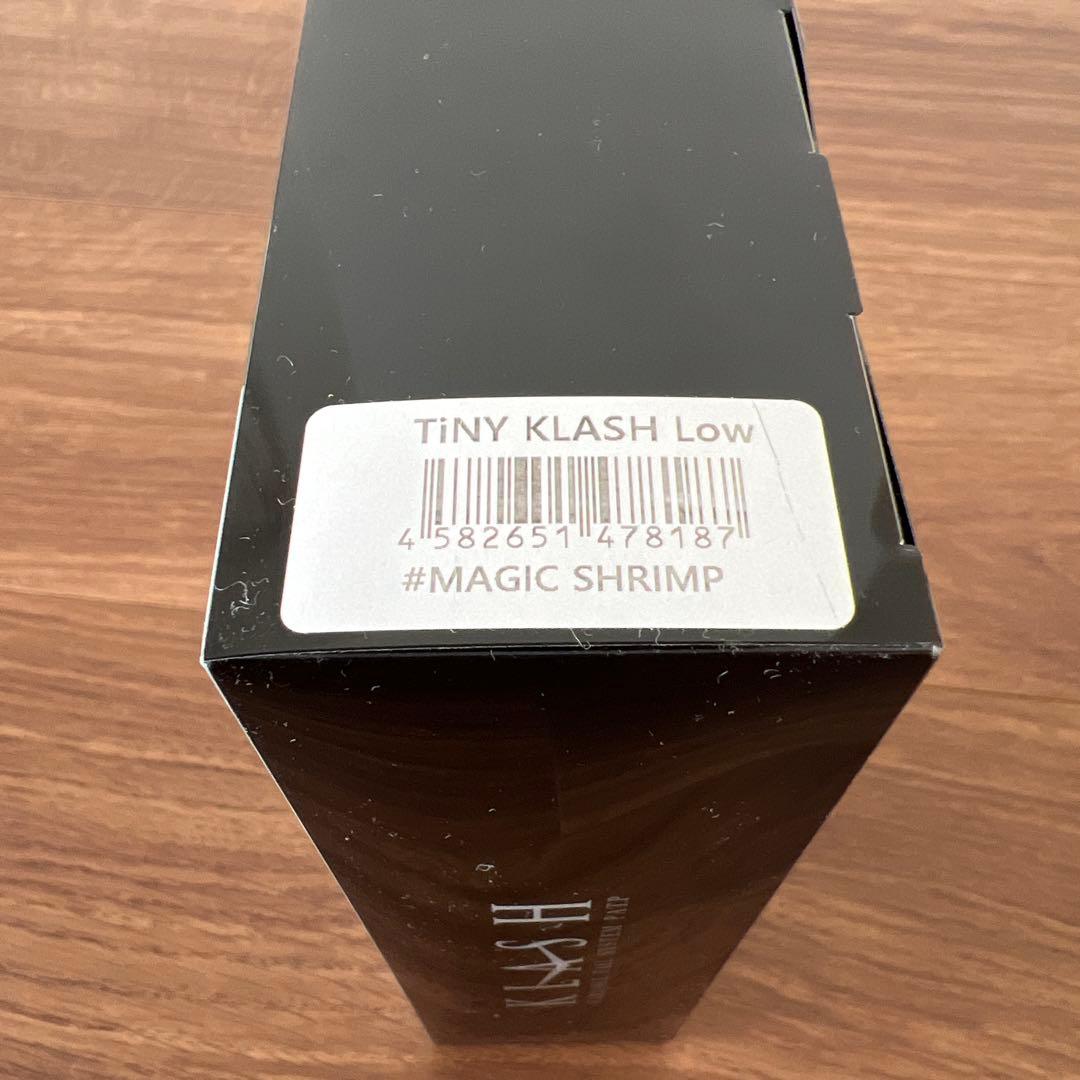 TiNY KLASH Low
4 582651 478187
#MAGIC SHRIMP
KLASH